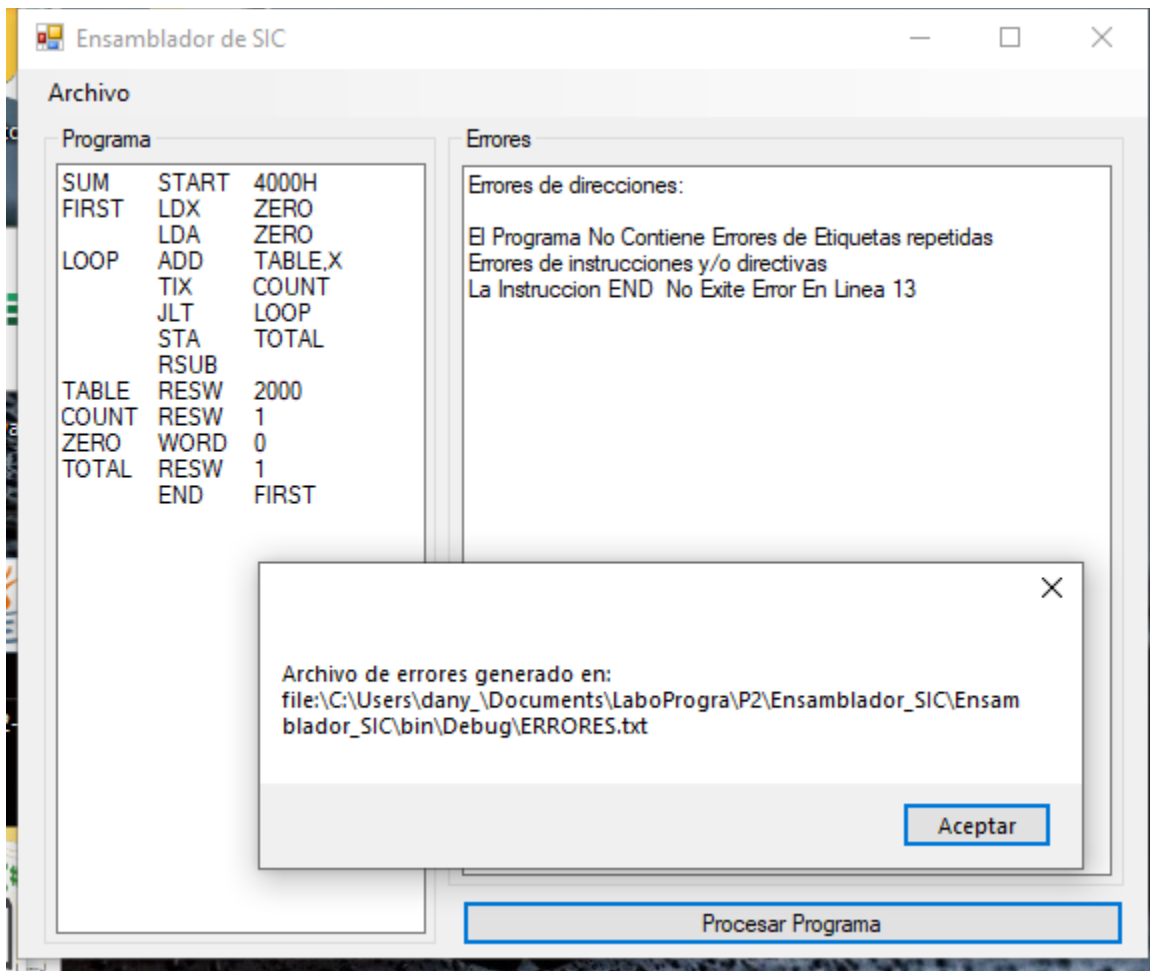 Ensamblador de SIC
Archivo
Programa
SUM START 4000H
FIRST LDX ZERO
LDA ZERO
LOOP ADD TABLE,X
TIX COUNT
JLT LOOP
STA TOTAL
RSUB
TABLE RESW 2000
COUNT RESW 1
ZERO WORD 0
TOTAL RESW 1
END FIRST
Errores
Errores de direcciones:
El Programa No Contiene Errores de Etiquetas repetidas
Errores de instrucciones y/o directivas
La Instruccion END No Exite Error En Linea 13
Archivo de errores generado en:
file:\C:\Users\dany_\Documents\LaboProgra\P2\Ensamblador_SIC\Ensam
blador_SIC\bin\Debug\ERRORES.txt
Aceptar
Procesar Programa